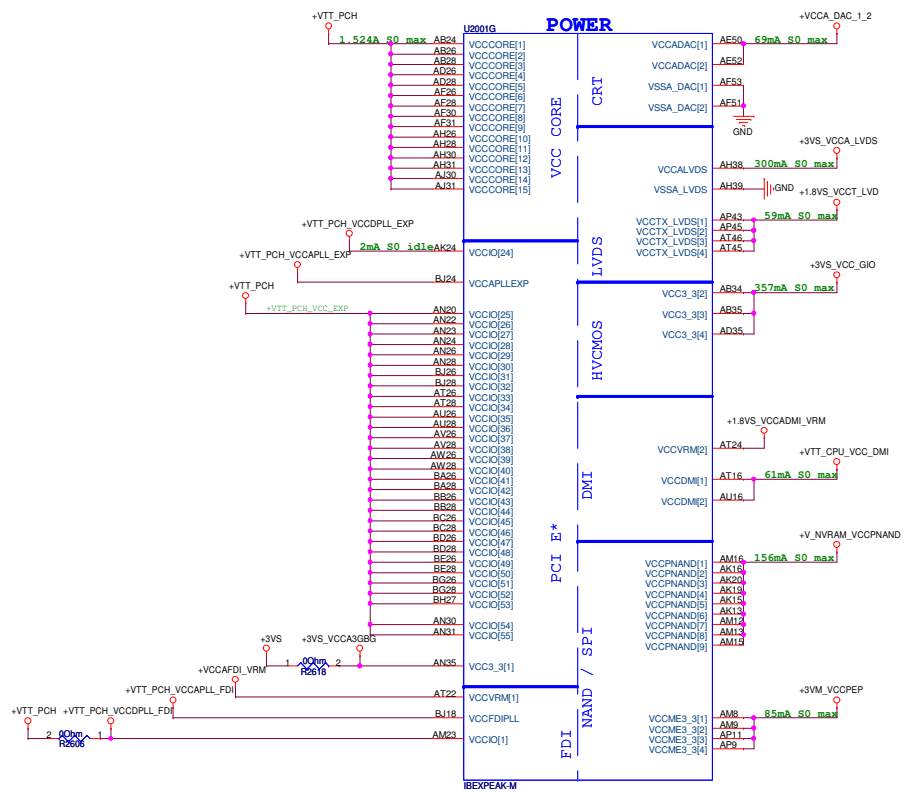 POWER
U2001G
+VTT_PCH
1.524A S0 max
AB24 VCCCORE[1]
AB26 VCCCORE[2]
AB28 VCCCORE[3]
AD26 VCCCORE[4]
AD28 VCCCORE[5]
AF26 VCCCORE[6]
AF28 VCCCORE[7]
AF30 VCCCORE[8]
AF31 VCCCORE[9]
AH26 VCCCORE[10]
AH28 VCCCORE[11]
AH30 VCCCORE[12]
AH31 VCCCORE[13]
AJ30 VCCCORE[14]
AJ31 VCCCORE[15]
VCC CORE
+VTT_PCH_VCCDPLL_EXP
2mA S0 idle
AK24 VCCIO[24]
+VTT_PCH_VCCAPLL_EXP
BJ24 VCCAPLLEXP
+VTT_PCH
+VTT_PCH_VCC_EXP
AN20 VCCIO[25]
AN22 VCCIO[26]
AN23 VCCIO[27]
AN24 VCCIO[28]
AN26 VCCIO[29]
AN28 VCCIO[30]
BJ26 VCCIO[31]
BJ28 VCCIO[32]
AT26 VCCIO[33]
AT28 VCCIO[34]
AU26 VCCIO[35]
AU28 VCCIO[36]
AV26 VCCIO[37]
AV28 VCCIO[38]
AW26 VCCIO[39]
AW28 VCCIO[40]
BA26 VCCIO[41]
BA28 VCCIO[42]
BB26 VCCIO[43]
BB28 VCCIO[44]
BC26 VCCIO[45]
BC28 VCCIO[46]
BD26 VCCIO[47]
BD28 VCCIO[48]
BE26 VCCIO[49]
BE28 VCCIO[50]
BG26 VCCIO[51]
BG28 VCCIO[52]
BH27 VCCIO[53]
AN30 VCCIO[54]
AN31 VCCIO[55]
PCI E*
+3VS
+3VS_VCCA3GBG
1 0Ohm 2
R2618
AN35 VCC3_3[1]
+VCCAFDI_VRM
AT22 VCCVRM[1]
+VTT_PCH_VCCAPLL_FDI
BJ18 VCCFDIPLL
+VTT_PCH
+VTT_PCH_VCCDPLL_FDI
2 0Ohm 1
R2606
AM23 VCCIO[1]
FDI
IBEXPEAK-M
CRT
+VCCA_DAC_1_2
69mA S0 max
VCCADAC[1] AE50
VCCADAC[2] AE52
VSSA_DAC[1] AF53
VSSA_DAC[2] AF51
GND
LVDS
+3VS_VCCA_LVDS
300mA S0 max
VCCALVDS AH38
VSSA_LVDS AH39
GND
+1.8VS_VCCT_LVD
59mA S0 max
VCCTX_LVDS[1] AP43
VCCTX_LVDS[2] AP45
VCCTX_LVDS[3] AT46
VCCTX_LVDS[4] AT45
HVCMOS
+3VS_VCC_GIO
357mA S0 max
VCC3_3[2] AB34
VCC3_3[3] AB35
VCC3_3[4] AD35
DMI
+1.8VS_VCCADMI_VRM
VCCVRM[2] AT24
+VTT_CPU_VCC_DMI
61mA S0 max
VCCDMI[1] AT16
VCCDMI[2] AU16
NAND / SPI
+V_NVRAM_VCCPNAND
156mA S0 max
VCCPNAND[1] AM16
VCCPNAND[2] AK16
VCCPNAND[3] AK20
VCCPNAND[4] AK19
VCCPNAND[5] AK15
VCCPNAND[6] AK13
VCCPNAND[7] AM12
VCCPNAND[8] AM13
VCCPNAND[9] AM15
+3VM_VCCPEP
85mA S0 max
VCCME3_3[1] AM8
VCCME3_3[2] AM9
VCCME3_3[3] AP11
VCCME3_3[4] AP9